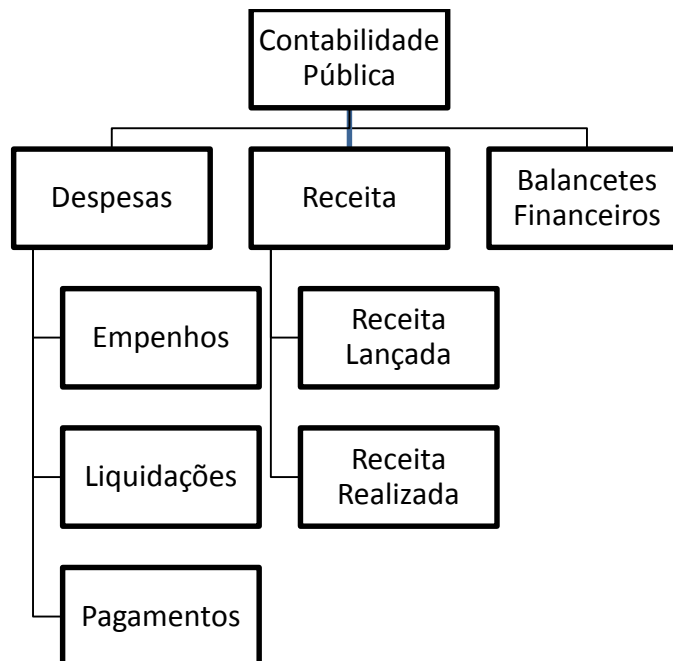 Contabilidade
Pública
Despesas
Receita
Balancetes
Financeiros
Empenhos
Receita
Lançada
Liquidações
Receita
Realizada
Pagamentos